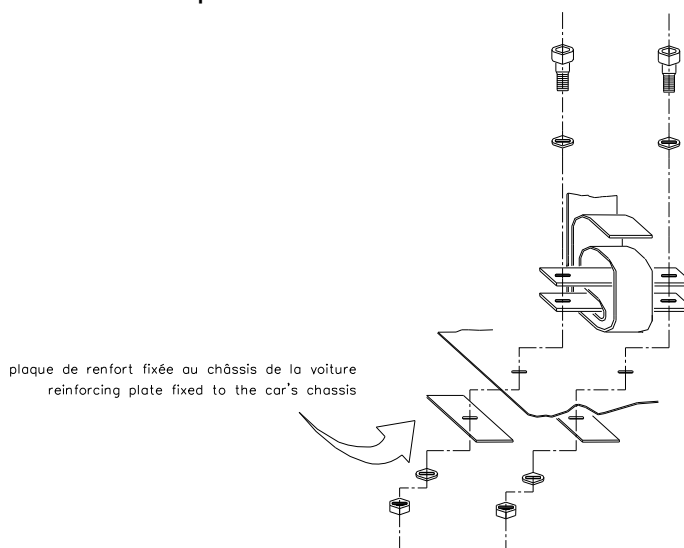 plaque de renfort fixée au châssis de la voiture
reinforcing plate fixed to the car's chassis